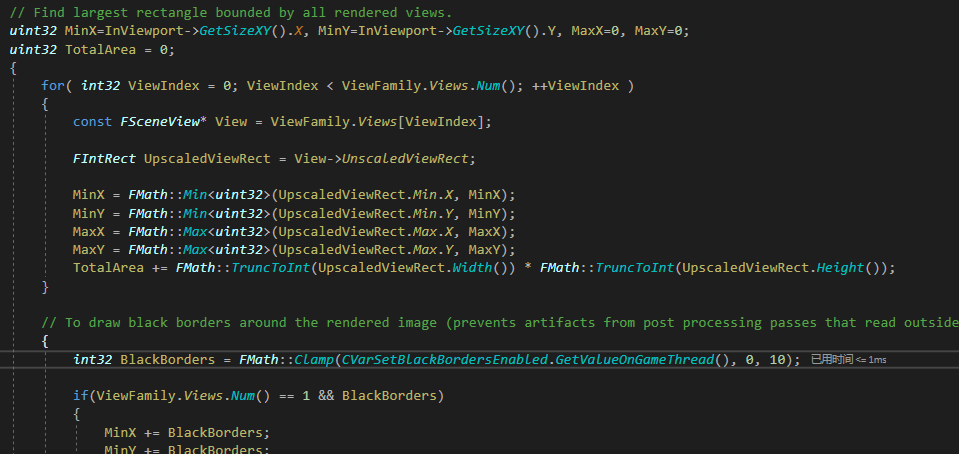 // Find largest rectangle bounded by all rendered views.
uint32 MinX=InViewport->GetSizeXY().X, MinY=InViewport->GetSizeXY().Y, MaxX=0, MaxY=0;
uint32 TotalArea = 0;
{
for( int32 ViewIndex = 0; ViewIndex < ViewFamily.Views.Num(); ++ViewIndex )
{
const FSceneView* View = ViewFamily.Views[ViewIndex];
FIntRect UpscaledViewRect = View->UnscaledViewRect;
MinX = FMath::Min<uint32>(UpscaledViewRect.Min.X, MinX);
MinY = FMath::Min<uint32>(UpscaledViewRect.Min.Y, MinY);
MaxX = FMath::Max<uint32>(UpscaledViewRect.Max.X, MaxX);
MaxY = FMath::Max<uint32>(UpscaledViewRect.Max.Y, MaxY);
TotalArea += FMath::TruncToInt(UpscaledViewRect.Width()) * FMath::TruncToInt(UpscaledViewRect.Height());
}
// To draw black borders around the rendered image (prevents artifacts from post processing passes that read outside
{
int32 BlackBorders = FMath::Clamp(CVarSetBlackBordersEnabled.GetValueOnGameThread(), 0, 10); 已用时间 <= 1ms
if(ViewFamily.Views.Num() == 1 && BlackBorders)
{
MinX += BlackBorders;
MinY += BlackBorders;